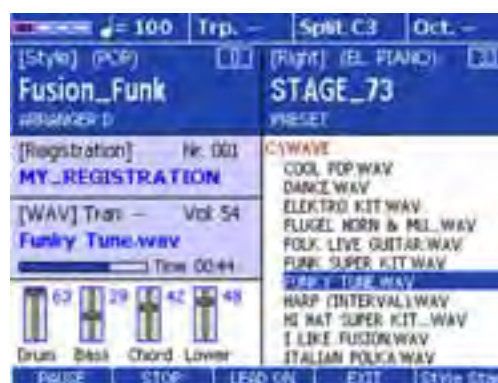 ♩= 100 Trp. - Split C3 Oct. -
[Style] (POP)
Fusion_Funk
ARRANGER D
[Right] (EL. PIANO)
STAGE_73
PRESET
[Registration] Nr. 001
MY_REGISTRATION
[WAV] Tran - Vol: 54
Funky Tune.wav
Time 00:44
63 29 42 48
Drum Bass Chord Lower
C:\WAVE
COOL POP.WAV
DANCE.WAV
ELEKTRO KIT.WAV
FLUGEL HORN & MU_.WAV
FOLK LIVE GUITAR.WAV
FUNK SUPER KIT.WAV
FUNKY TUNE.WAV
HARP (INTERVAL).WAV
HI HAT SUPER KIT_.WAV
I LIKE FUSION.WAV
ITALIAN POLKA.WAV
PAUSE STOP LEAD ON EXIT